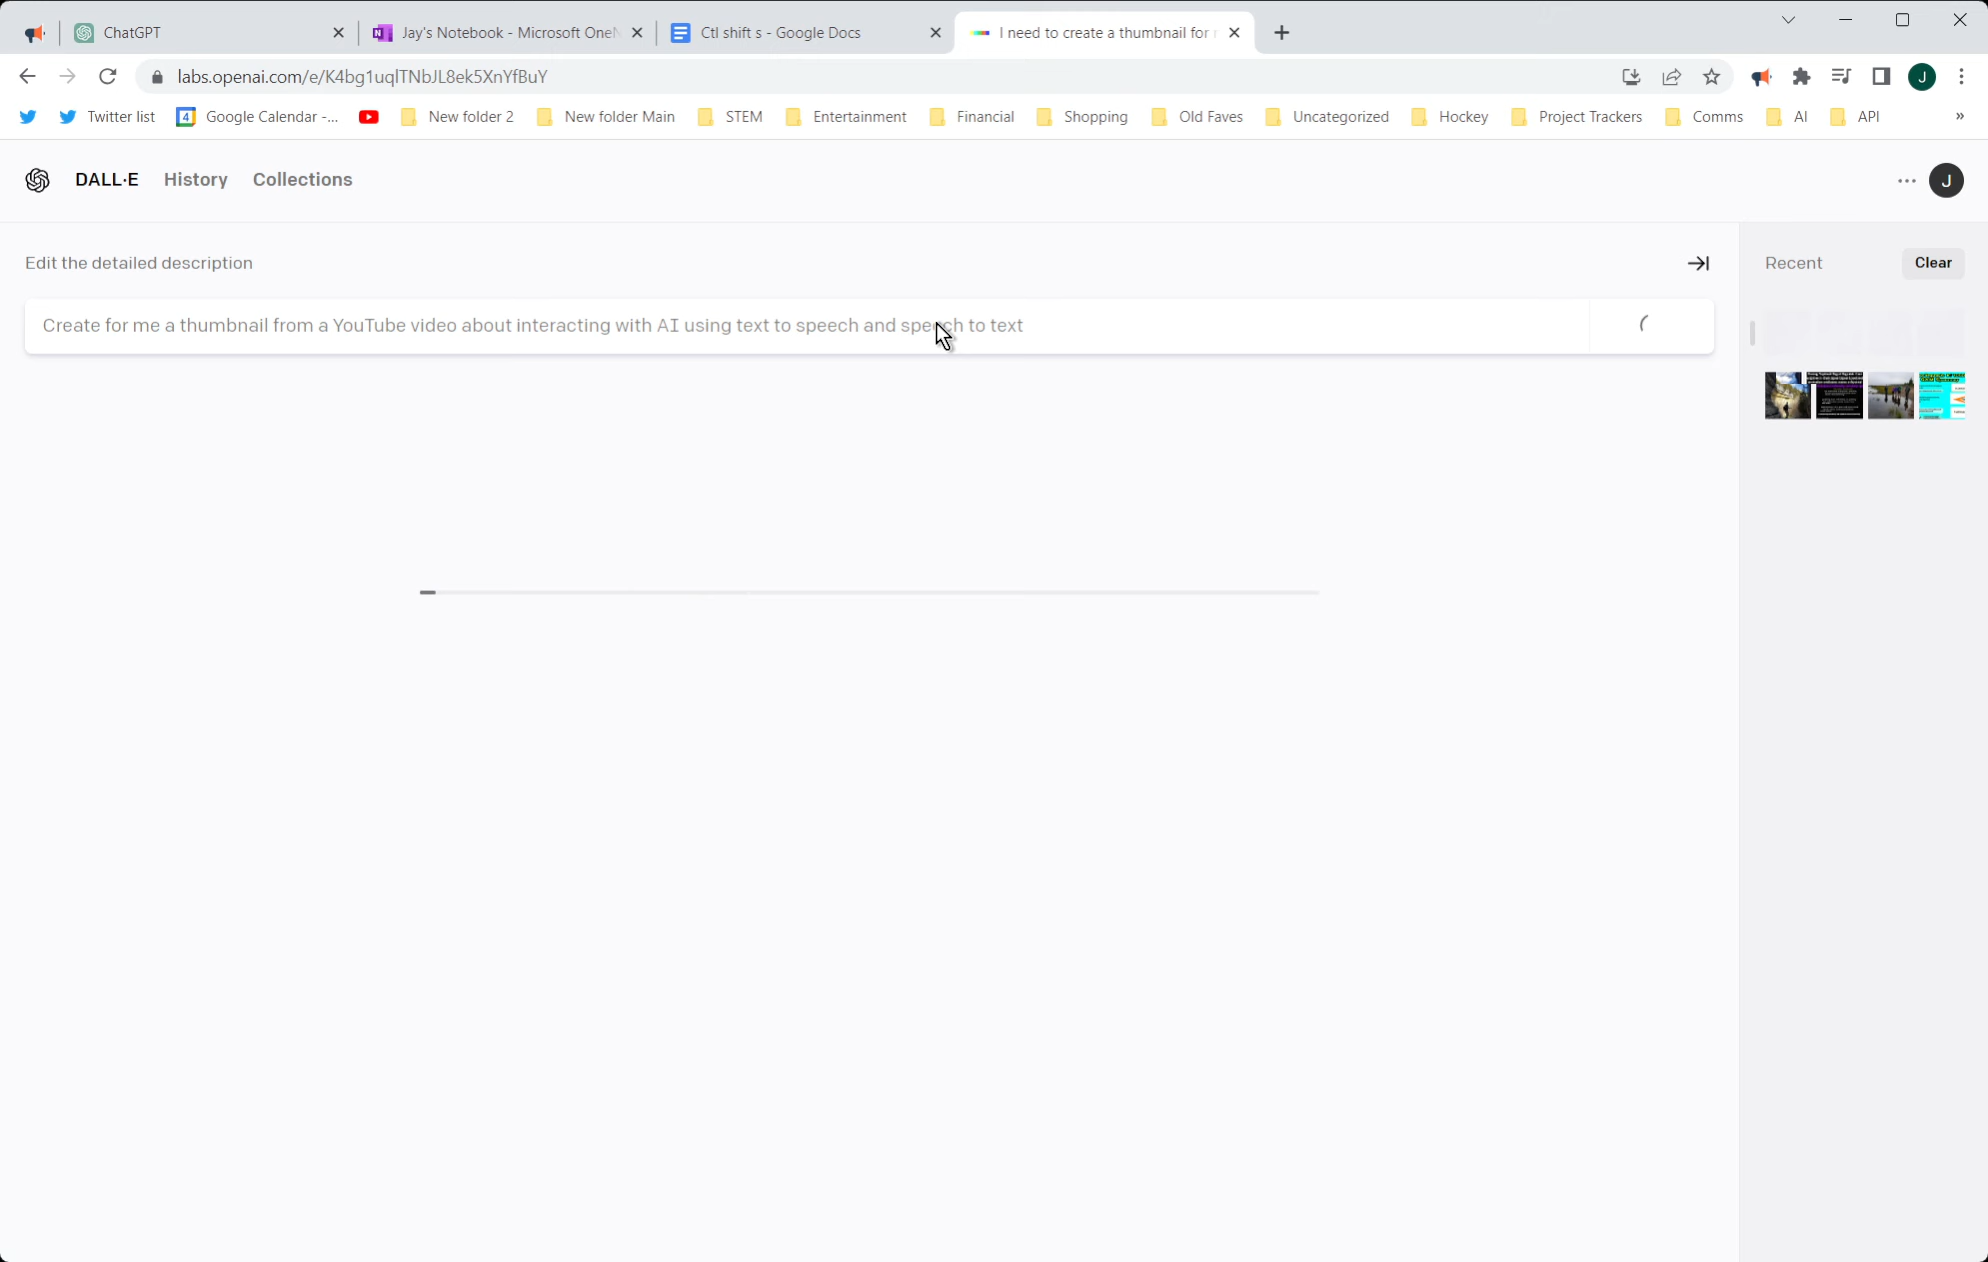 ChatGPT
Jay's Notebook - Microsoft OneN
Ctl shift s - Google Docs
I need to create a thumbnail for
labs.openai.com/e/K4bg1uqlTNbJL8ek5XnYfBuY
J
Twitter list
4
Google Calendar -...
New folder 2
New folder Main
STEM
Entertainment
Financial
Shopping
Old Faves
Uncategorized
Hockey
Project Trackers
Comms
AI
API
»
DALL·E
History
Collections
J
Edit the detailed description
Recent
Clear
Create for me a thumbnail from a YouTube video about interacting with AI using text to speech and speech to text